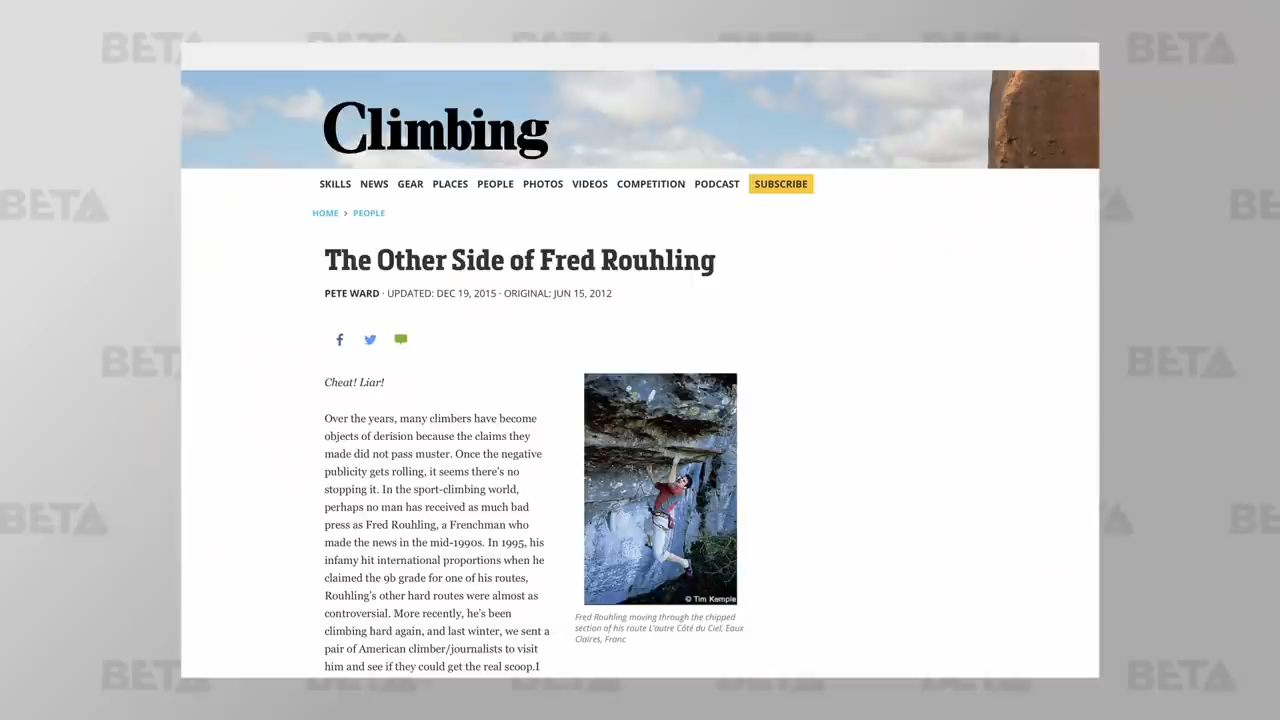 BETA
Climbing
SKILLS NEWS GEAR PLACES PEOPLE PHOTOS VIDEOS COMPETITION PODCAST SUBSCRIBE
HOME > PEOPLE
The Other Side of Fred Rouhling
PETE WARD · UPDATED: DEC 19, 2015 · ORIGINAL: JUN 15, 2012
Cheat! Liar!
Over the years, many climbers have become
objects of derision because the claims they
made did not pass muster. Once the negative
publicity gets rolling, it seems there's no
stopping it. In the sport-climbing world,
perhaps no man has received as much bad
press as Fred Rouhling, a Frenchman who
made the news in the mid-1990s. In 1995, his
infamy hit international proportions when he
claimed the 9b grade for one of his routes,
Rouhling's other hard routes were almost as
controversial. More recently, he's been
climbing hard again, and last winter, we sent a
pair of American climber/journalists to visit
him and see if they could get the real scoop.I
© Tim Kemple
Fred Rouhling moving through the chipped
section of his route L'autre Côté du Ciel, Eaux
Claires, Franc